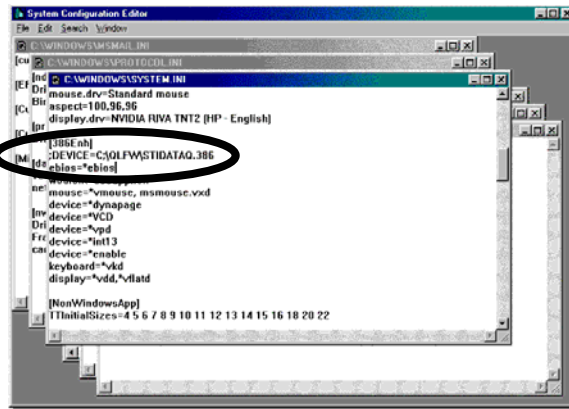 System Configuration Editor
File Edit Search Window
C:\WINDOWS\MSMAIL.INI
C:\WINDOWS\PROTOCOL.INI
C:\WINDOWS\SYSTEM.INI
mouse.drv=Standard mouse
aspect=100,96,96
display.drv=NVIDIA RIVA TNT2 (HP - English)
[386Enh]
;DEVICE=C:\QLFW\STIDATAQ.386
ebios=*ebios
mouse=*vmouse, msmouse.vxd
device=*dynapage
device=*VCD
device=*vpd
device=*int13
device=*enable
keyboard=*vkd
display=*vdd,*vflatd
[NonWindowsApp]
TTInitialSizes=4 5 6 7 8 9 10 11 12 13 14 15 16 18 20 22